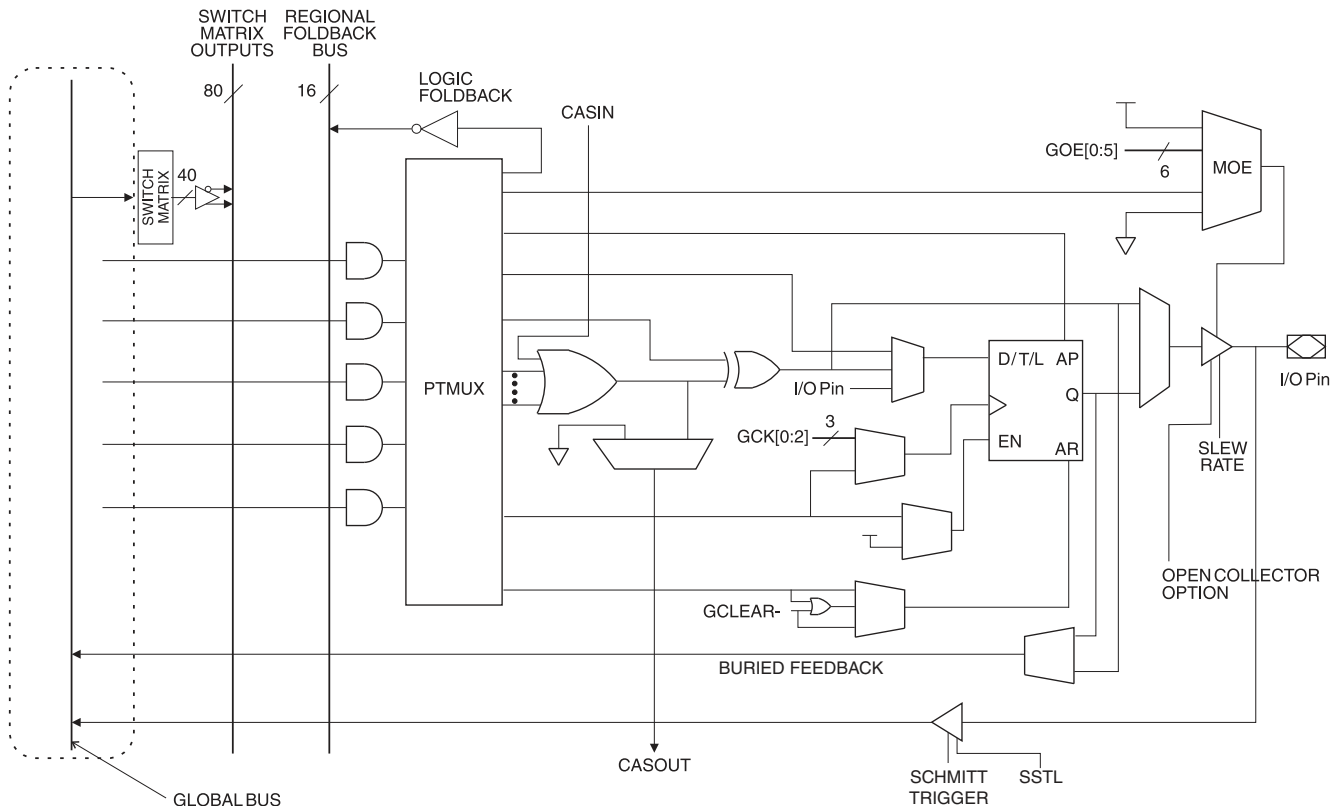 SWITCH
MATRIX
OUTPUTS
REGIONAL
FOLDBACK
BUS
80
16
LOGIC
FOLDBACK
CASIN
GOE[0:5]
6
MOE
SWITCH
MATRIX
40
PTMUX
I/O Pin
D/T/L AP
Q
EN
AR
I/O Pin
GCK[0:2]
3
SLEW
RATE
OPEN COLLECTOR
OPTION
GCLEAR-
BURIED FEEDBACK
CASOUT
SCHMITT
TRIGGER
SSTL
GLOBAL BUS